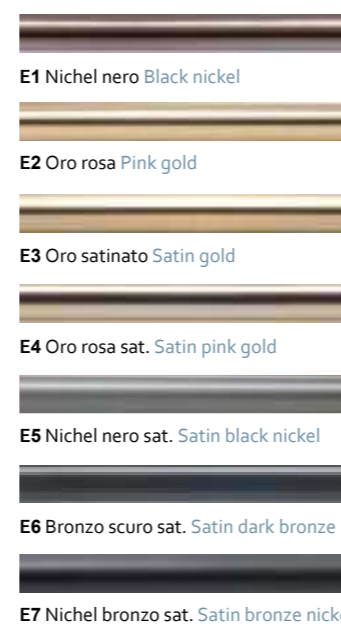 E1 Nichel nero Black nickel
E2 Oro rosa Pink gold
E3 Oro satinato Satin gold
E4 Oro rosa sat. Satin pink gold
E5 Nichel nero sat. Satin black nickel
E6 Bronzo scuro sat. Satin dark bronze
E7 Nichel bronzo sat. Satin bronze